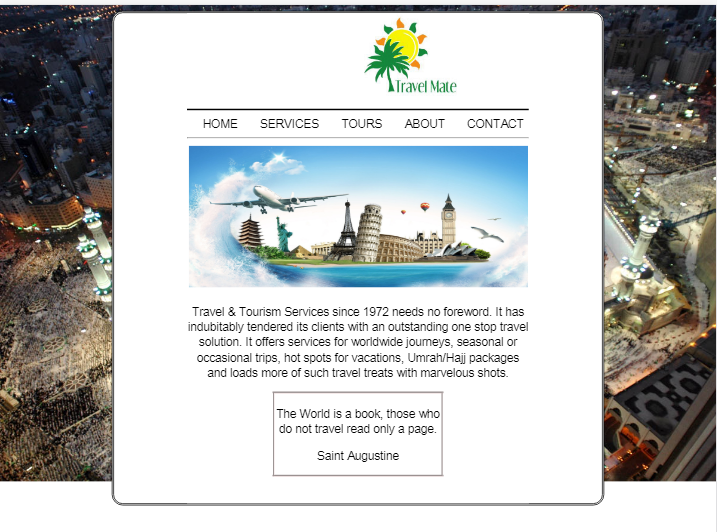 Travel Mate
HOME SERVICES TOURS ABOUT CONTACT
Travel & Tourism Services since 1972 needs no foreword. It has
indubitably tendered its clients with an outstanding one stop travel
solution. It offers services for worldwide journeys, seasonal or
occasional trips, hot spots for vacations, Umrah/Hajj packages
and loads more of such travel treats with marvelous shots.
The World is a book, those who
do not travel read only a page.
Saint Augustine